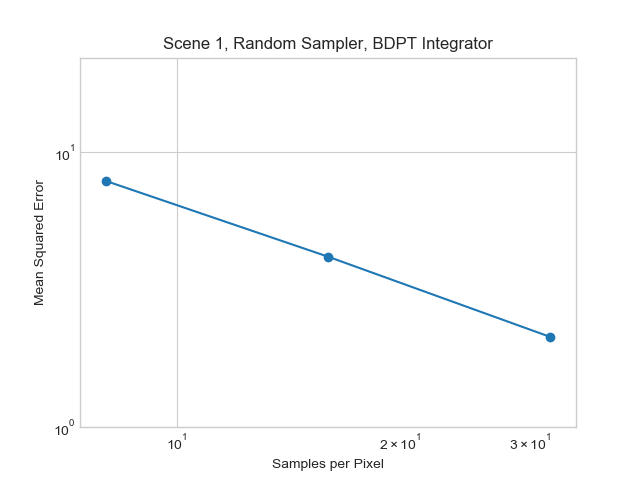 Scene 1, Random Sampler, BDPT Integrator
Mean Squared Error
10¹
10⁰
10¹
2 × 10¹
3 × 10¹
Samples per Pixel